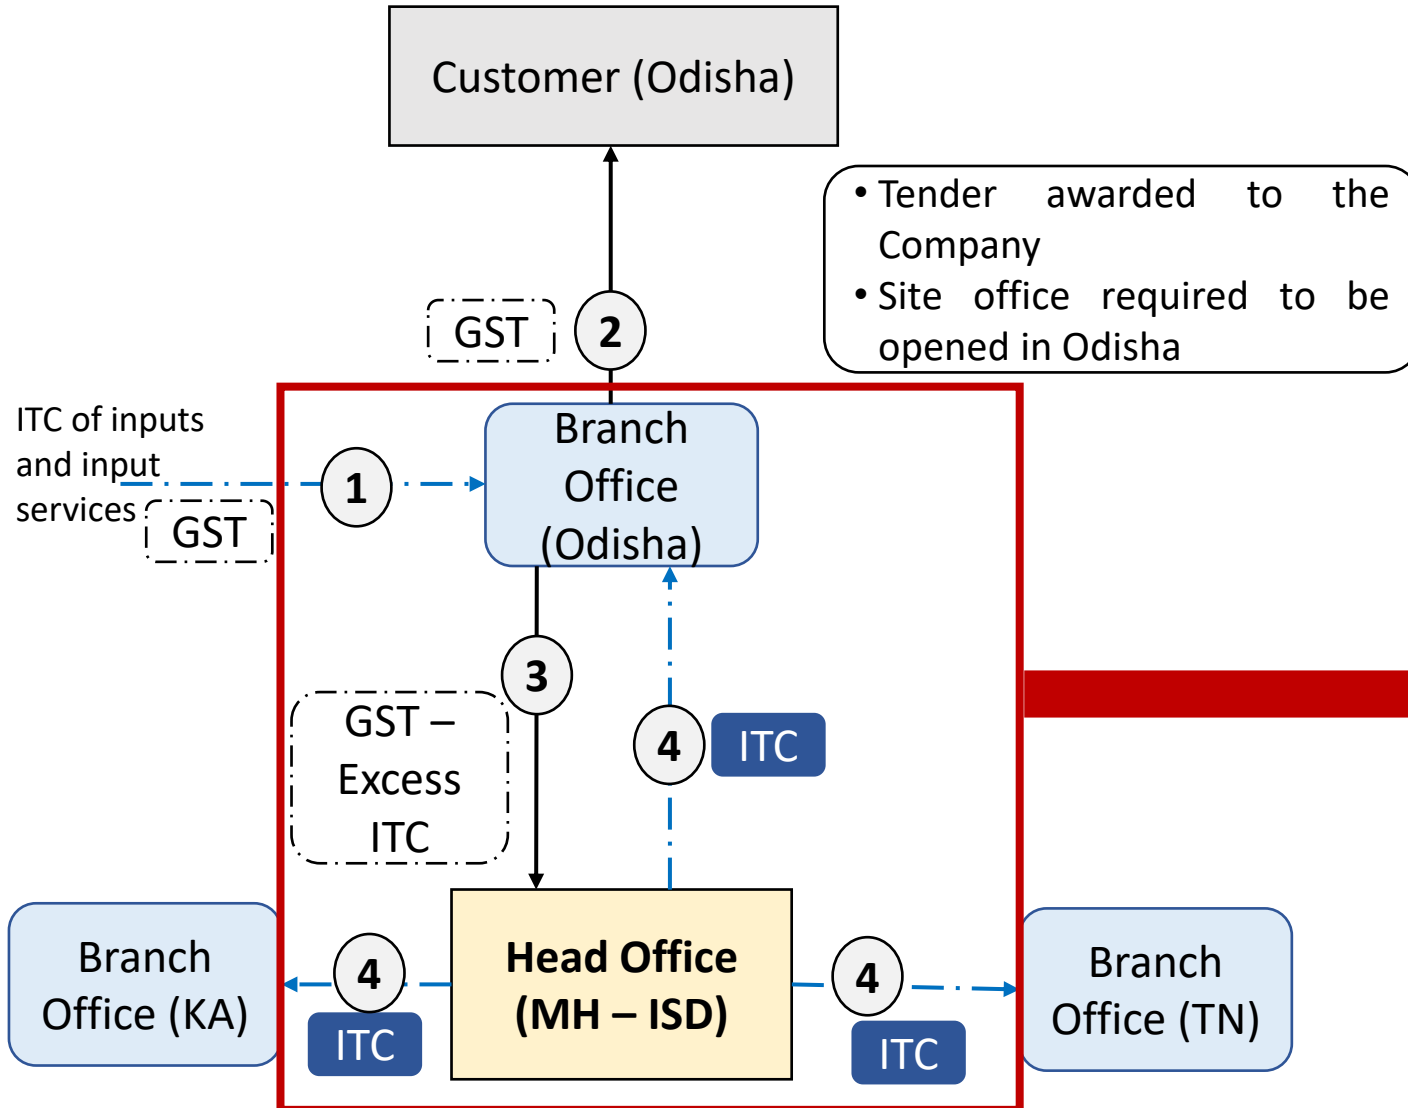 Customer (Odisha)
• Tender awarded to the
Company
• Site office required to be
opened in Odisha
GST
2
ITC of inputs
and input
services
GST
1
Branch
Office
(Odisha)
3
GST –
Excess
ITC
4
ITC
Branch
Office (KA)
4
ITC
Head Office
(MH – ISD)
4
ITC
Branch
Office (TN)